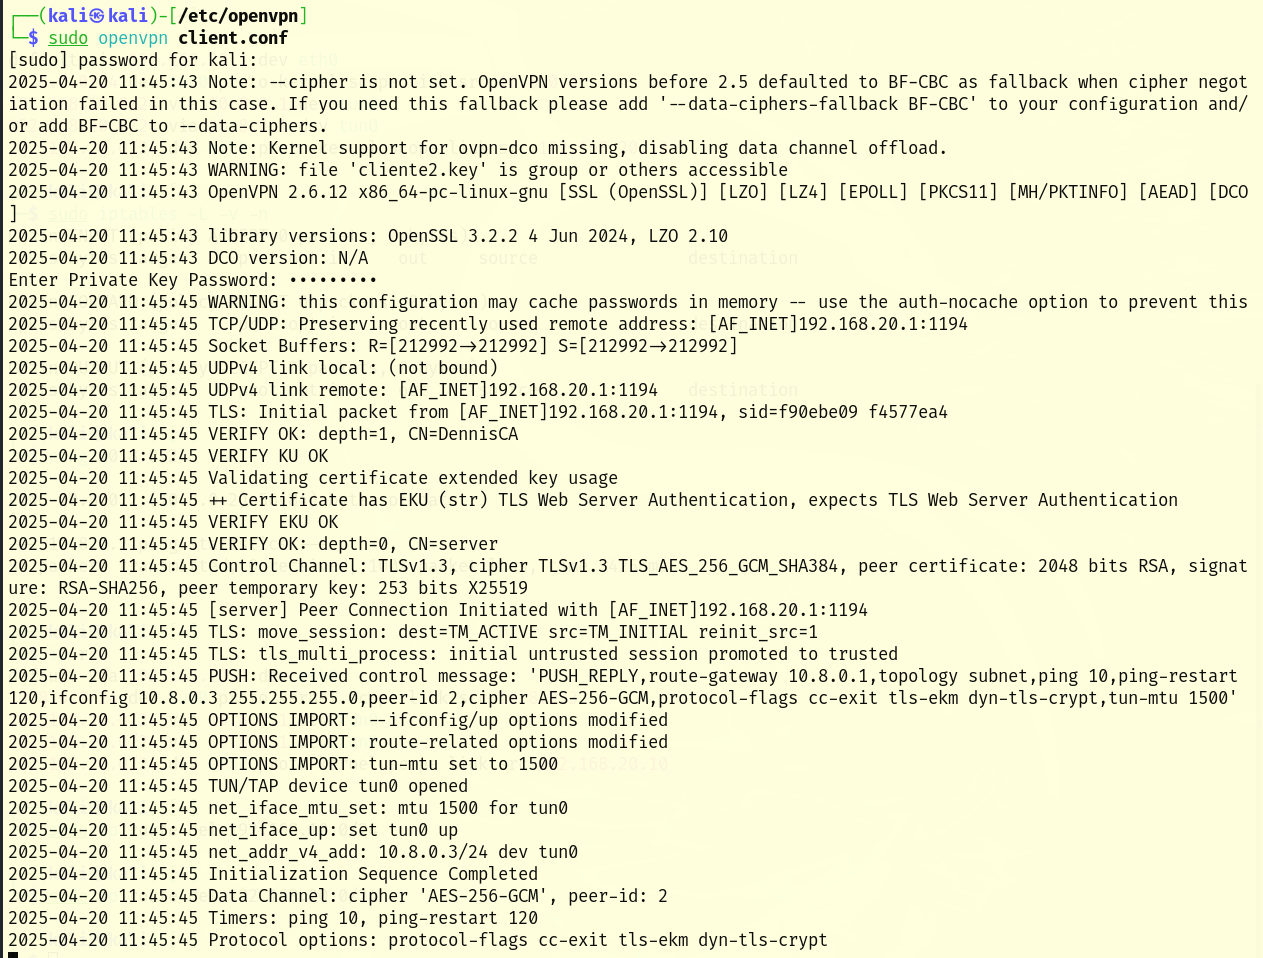 ┌──(kali㉿kali)-[/etc/openvpn]
└─$ sudo openvpn client.conf
[sudo] password for kali:
2025-04-20 11:45:43 Note: --cipher is not set. OpenVPN versions before 2.5 defaulted to BF-CBC as fallback when cipher negot
iation failed in this case. If you need this fallback please add '--data-ciphers-fallback BF-CBC' to your configuration and/
or add BF-CBC to --data-ciphers.
2025-04-20 11:45:43 Note: Kernel support for ovpn-dco missing, disabling data channel offload.
2025-04-20 11:45:43 WARNING: file 'cliente2.key' is group or others accessible
2025-04-20 11:45:43 OpenVPN 2.6.12 x86_64-pc-linux-gnu [SSL (OpenSSL)] [LZO] [LZ4] [EPOLL] [PKCS11] [MH/PKTINFO] [AEAD] [DCO
]
2025-04-20 11:45:43 library versions: OpenSSL 3.2.2 4 Jun 2024, LZO 2.10
2025-04-20 11:45:43 DCO version: N/A
Enter Private Key Password: •••••••••
2025-04-20 11:45:45 WARNING: this configuration may cache passwords in memory -- use the auth-nocache option to prevent this
2025-04-20 11:45:45 TCP/UDP: Preserving recently used remote address: [AF_INET]192.168.20.1:1194
2025-04-20 11:45:45 Socket Buffers: R=[212992->212992] S=[212992->212992]
2025-04-20 11:45:45 UDPv4 link local: (not bound)
2025-04-20 11:45:45 UDPv4 link remote: [AF_INET]192.168.20.1:1194
2025-04-20 11:45:45 TLS: Initial packet from [AF_INET]192.168.20.1:1194, sid=f90ebe09 f4577ea4
2025-04-20 11:45:45 VERIFY OK: depth=1, CN=DennisCA
2025-04-20 11:45:45 VERIFY KU OK
2025-04-20 11:45:45 Validating certificate extended key usage
2025-04-20 11:45:45 ++ Certificate has EKU (str) TLS Web Server Authentication, expects TLS Web Server Authentication
2025-04-20 11:45:45 VERIFY EKU OK
2025-04-20 11:45:45 VERIFY OK: depth=0, CN=server
2025-04-20 11:45:45 Control Channel: TLSv1.3, cipher TLSv1.3 TLS_AES_256_GCM_SHA384, peer certificate: 2048 bits RSA, signat
ure: RSA-SHA256, peer temporary key: 253 bits X25519
2025-04-20 11:45:45 [server] Peer Connection Initiated with [AF_INET]192.168.20.1:1194
2025-04-20 11:45:45 TLS: move_session: dest=TM_ACTIVE src=TM_INITIAL reinit_src=1
2025-04-20 11:45:45 TLS: tls_multi_process: initial untrusted session promoted to trusted
2025-04-20 11:45:45 PUSH: Received control message: 'PUSH_REPLY,route-gateway 10.8.0.1,topology subnet,ping 10,ping-restart
120,ifconfig 10.8.0.3 255.255.255.0,peer-id 2,cipher AES-256-GCM,protocol-flags cc-exit tls-ekm dyn-tls-crypt,tun-mtu 1500'
2025-04-20 11:45:45 OPTIONS IMPORT: --ifconfig/up options modified
2025-04-20 11:45:45 OPTIONS IMPORT: route-related options modified
2025-04-20 11:45:45 OPTIONS IMPORT: tun-mtu set to 1500
2025-04-20 11:45:45 TUN/TAP device tun0 opened
2025-04-20 11:45:45 net_iface_mtu_set: mtu 1500 for tun0
2025-04-20 11:45:45 net_iface_up: set tun0 up
2025-04-20 11:45:45 net_addr_v4_add: 10.8.0.3/24 dev tun0
2025-04-20 11:45:45 Initialization Sequence Completed
2025-04-20 11:45:45 Data Channel: cipher 'AES-256-GCM', peer-id: 2
2025-04-20 11:45:45 Timers: ping 10, ping-restart 120
2025-04-20 11:45:45 Protocol options: protocol-flags cc-exit tls-ekm dyn-tls-crypt